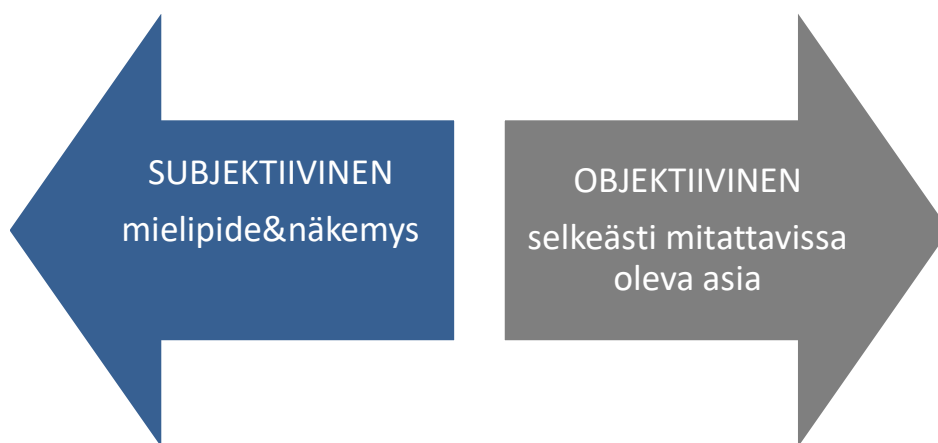 SUBJEKTIIVINEN
mielipide&näkemys
OBJEKTIIVINEN
selkeästi mitattavissa
oleva asia